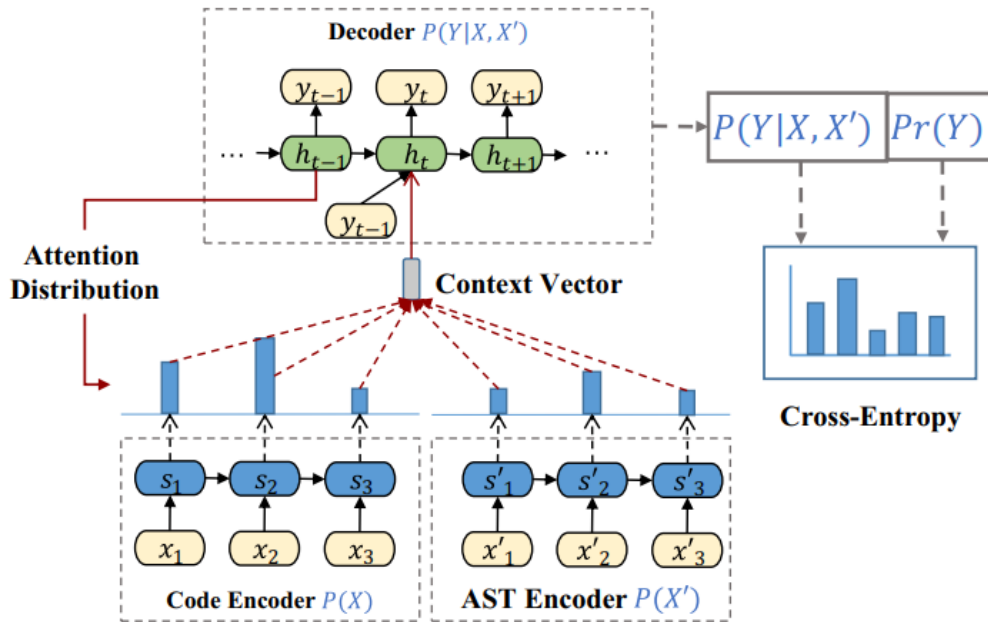 Decoder P(Y|X, X′)
y_{t−1} y_t y_{t+1}
... h_{t−1} h_t h_{t+1} ...
y_{t−1}
P(Y|X, X′) Pr(Y)
Attention
Distribution
Context Vector
Cross-Entropy
s_1 s_2 s_3 s′_1 s′_2 s′_3
x_1 x_2 x_3 x′_1 x′_2 x′_3
Code Encoder P(X) AST Encoder P(X′)